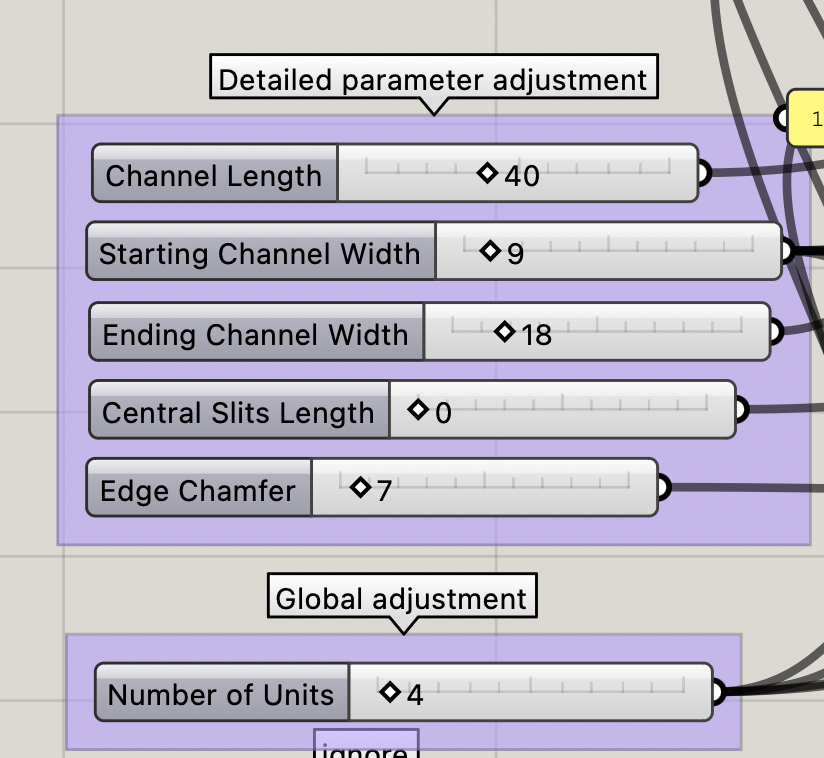 Detailed parameter adjustment
1
Channel Length 40
Starting Channel Width 9
Ending Channel Width 18
Central Slits Length 0
Edge Chamfer 7
Global adjustment
Number of Units 4
ignore